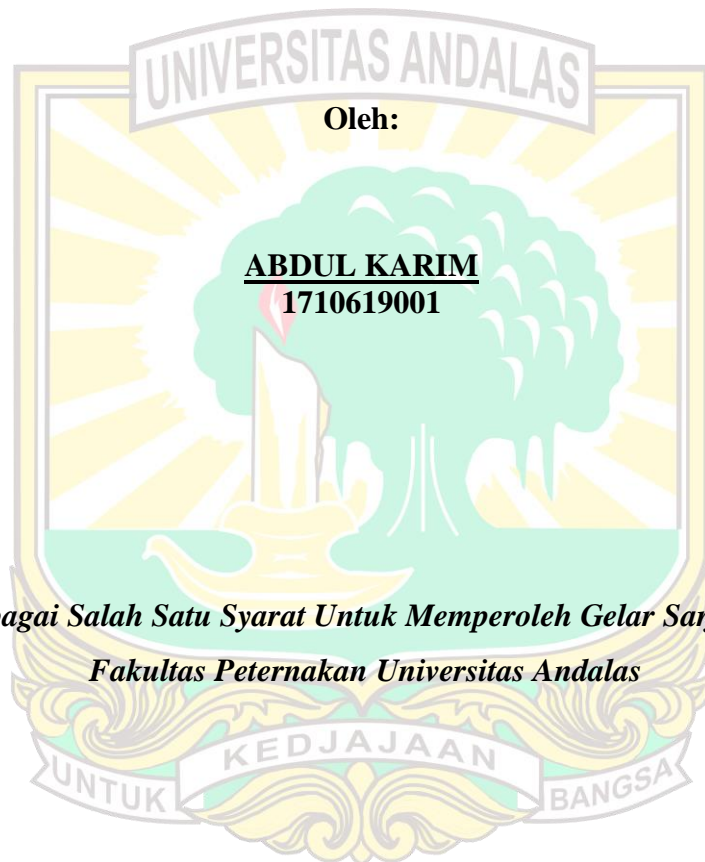 UNIVERSITAS ANDALAS
Oleh:
ABDUL KARIM
1710619001
bagai Salah Satu Syarat Untuk Memperoleh Gelar Sar
Fakultas Peternakan Universitas Andalas
UNTUK KEDJAJAAN BANGSA